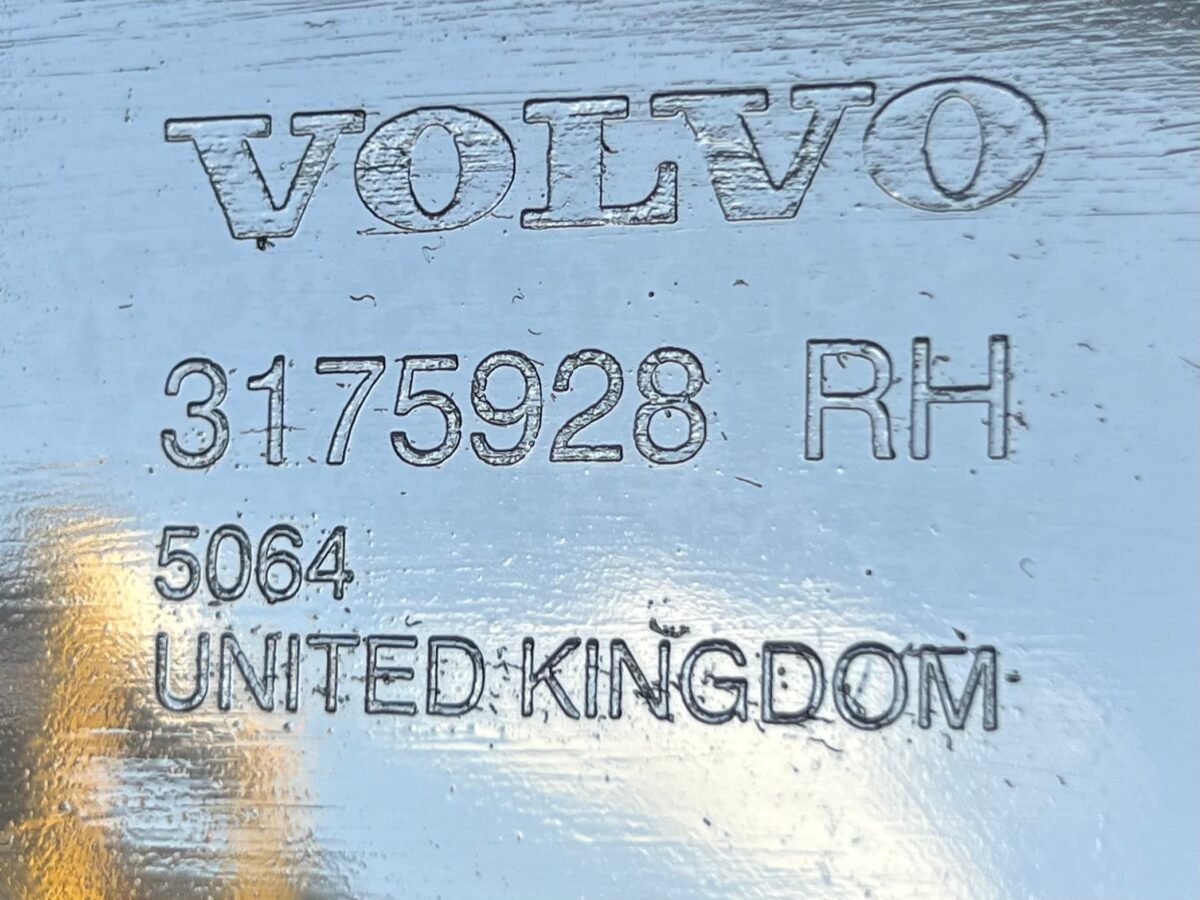 VOLVO
3175928 RH
5064
UNITED KINGDOM